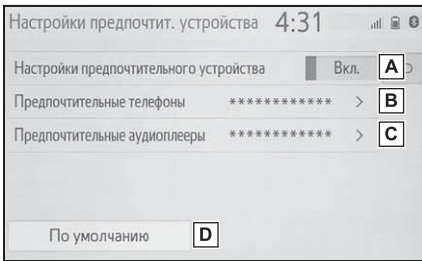 Настройки предпочтит. устройства 4:31
Настройки предпочтительного устройства Вкл. A
Предпочтительные телефоны ************ > B
Предпочтительные аудиоплееры ************ > C
По умолчанию D